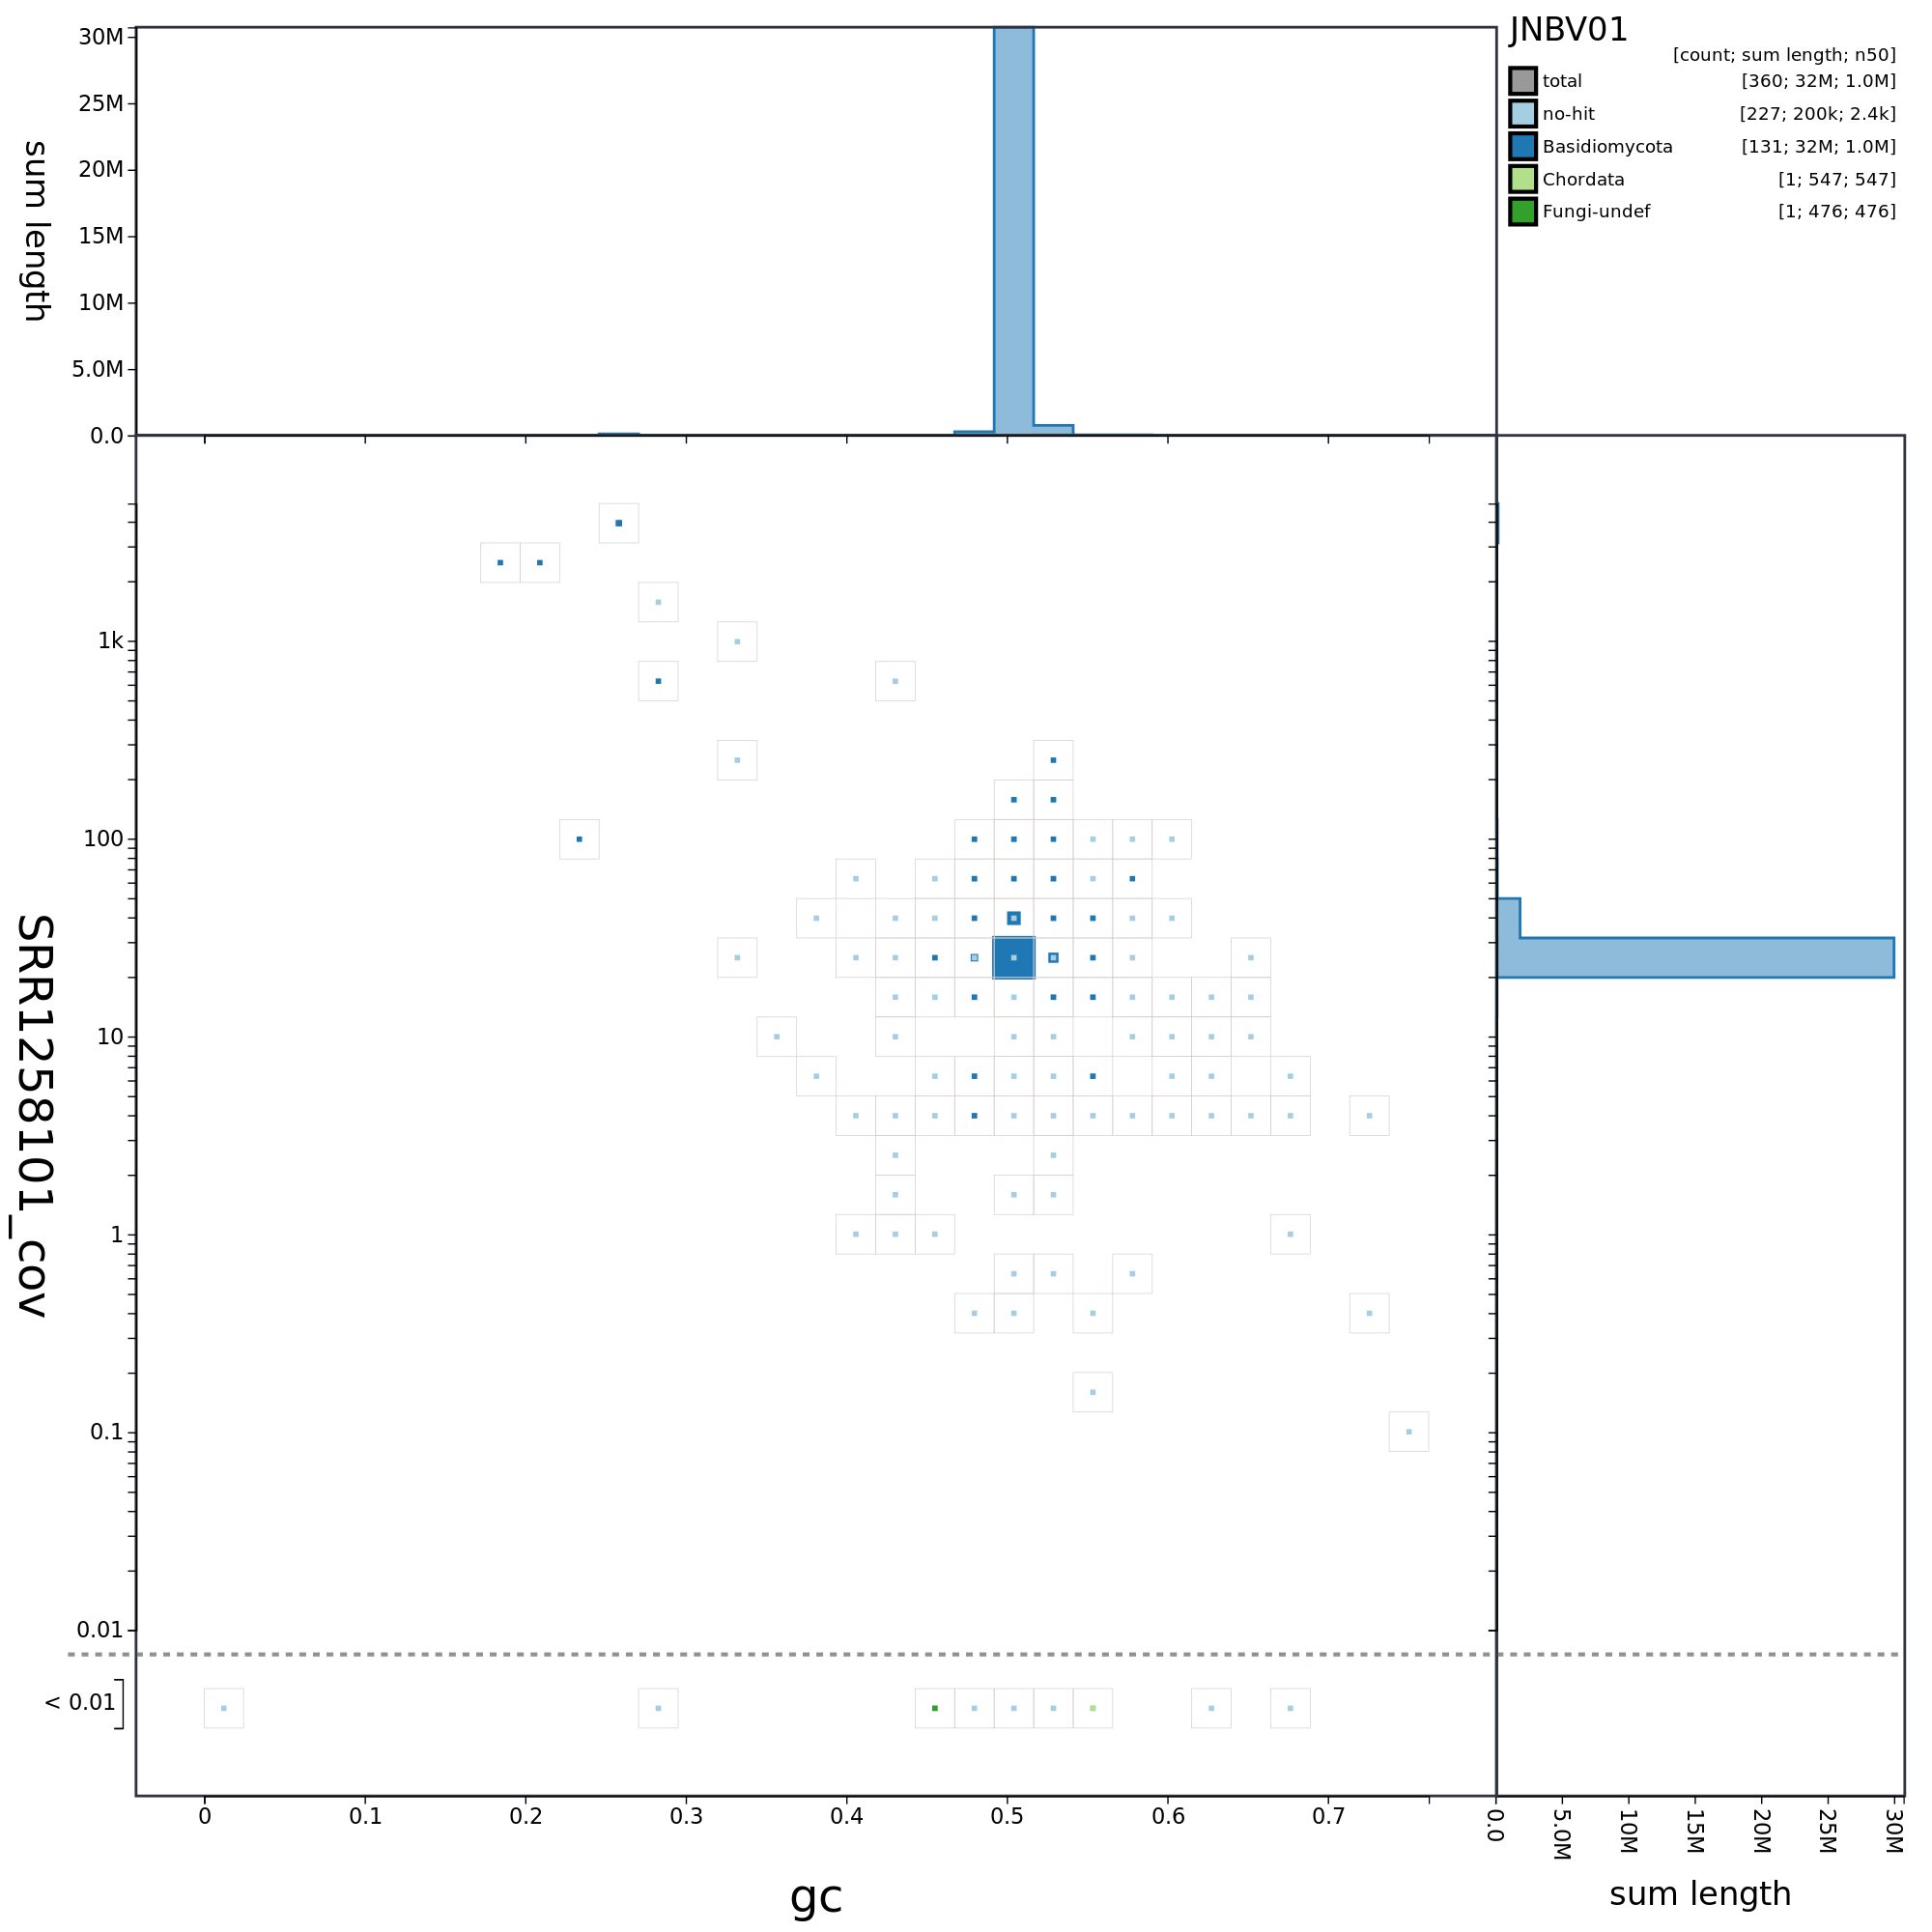 JNBV01
[count; sum length; n50]
total [360; 32M; 1.0M]
no-hit [227; 200k; 2.4k]
Basidiomycota [131; 32M; 1.0M]
Chordata [1; 547; 547]
Fungi-undef [1; 476; 476]
sum length
30M
25M
20M
15M
10M
5.0M
0.0
SRR1258101_cov
1k
100
10
1
0.1
0.01
< 0.01
0 0.1 0.2 0.3 0.4 0.5 0.6 0.7
gc
0.0 5.0M 10M 15M 20M 25M 30M
sum length